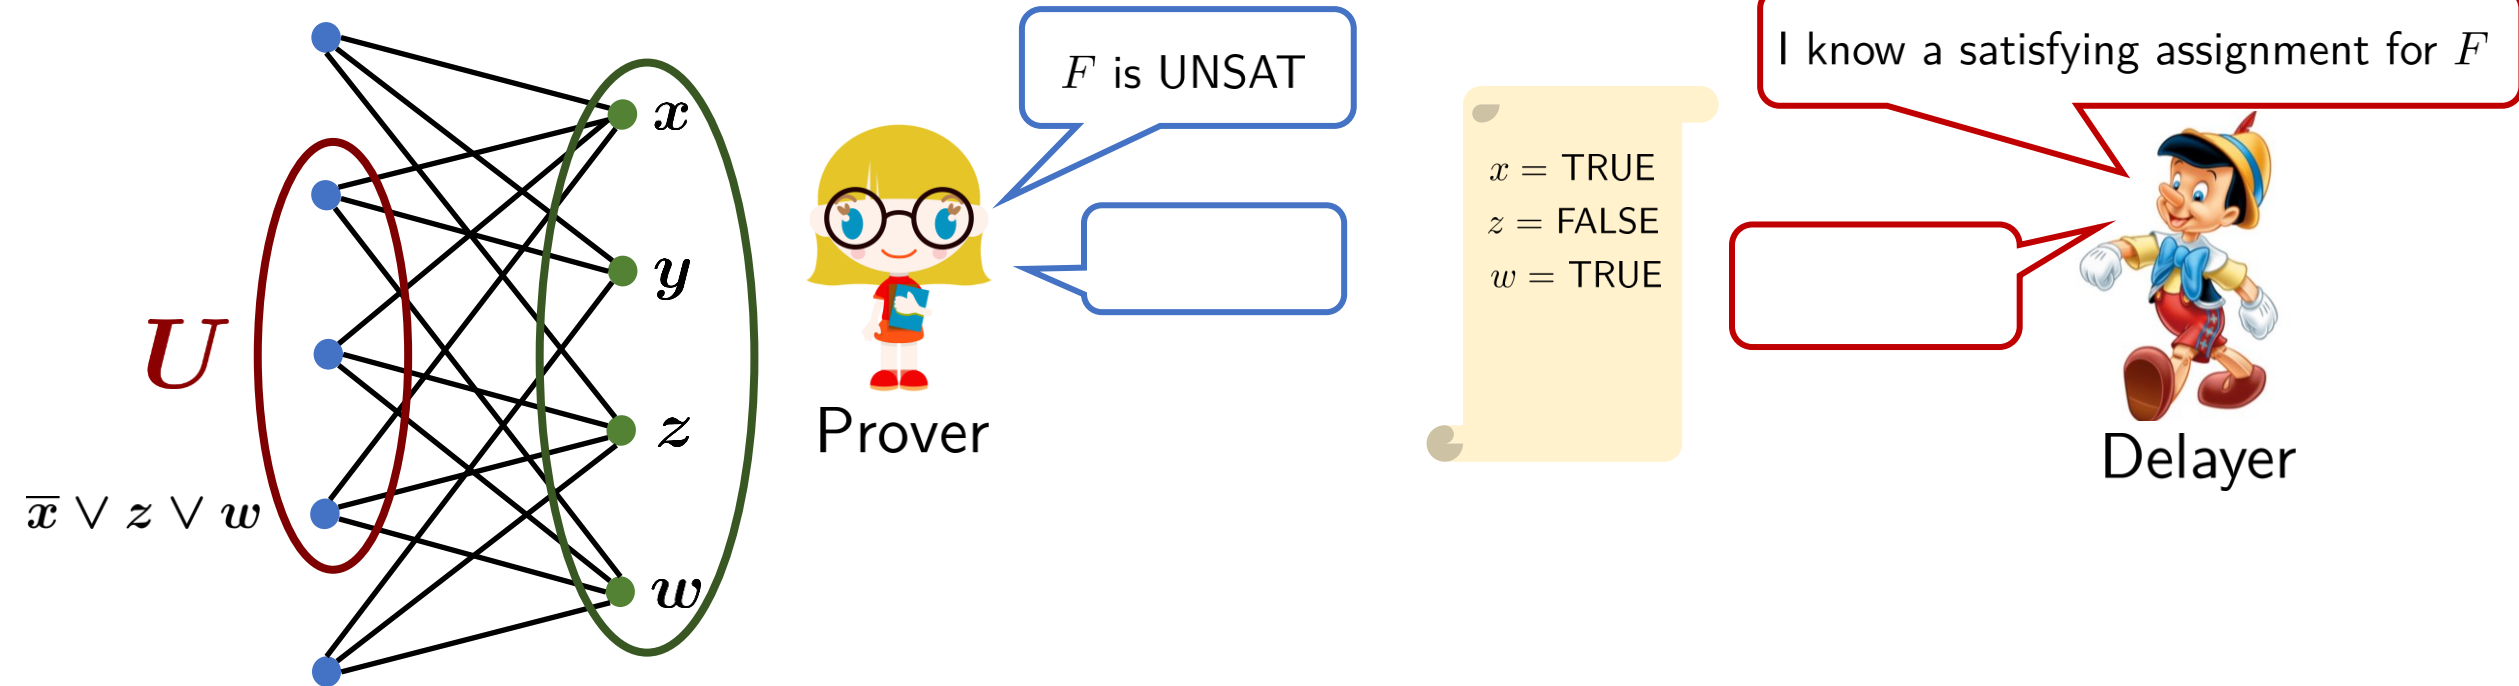 F is UNSAT
I know a satisfying assignment for F
x
y
z
w
U
x̅ ∨ z ∨ w
x = TRUE
z = FALSE
w = TRUE
Prover
Delayer